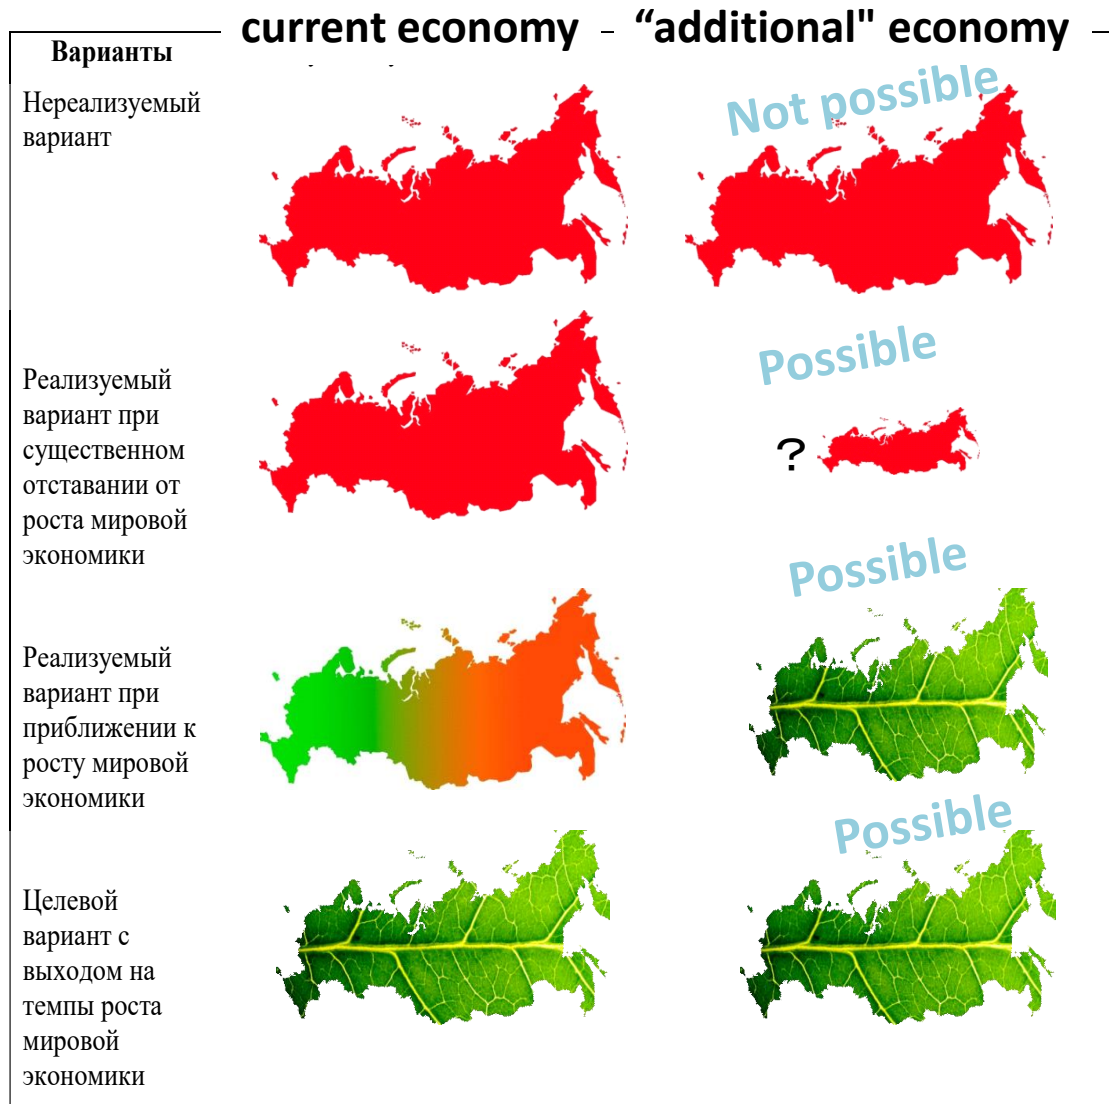 current economy
“additional" economy
Варианты
Нереализуемый
вариант
Not possible
Реализуемый
вариант при
существенном
отставании от
роста мировой
экономики
Possible
?
Реализуемый
вариант при
приближении к
росту мировой
экономики
Possible
Целевой
вариант с
выходом на
темпы роста
мировой
экономики
Possible